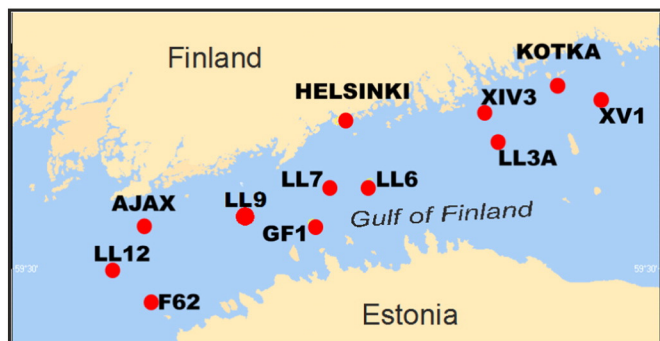 Finland
KOTKA
HELSINKI
XIV3
XV1
LL3A
LL7
LL6
AJAX
LL9
Gulf of Finland
GF1
LL12
59°30'
59°30'
F62
Estonia